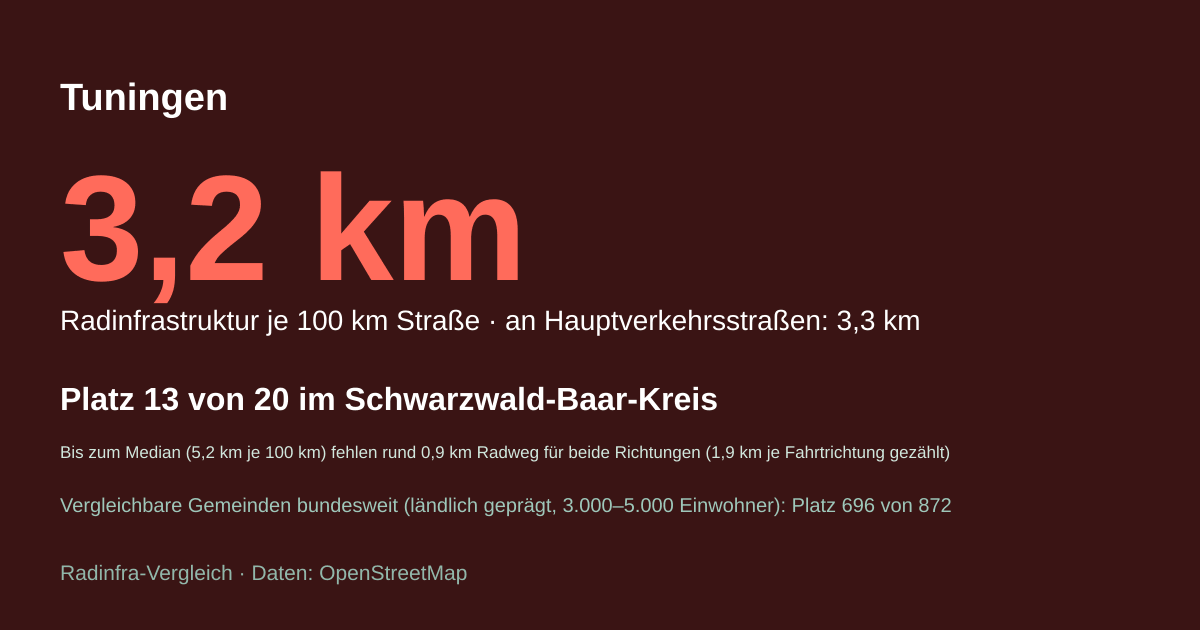 Tuningen
3,2 km
Radinfrastruktur je 100 km Straße · an Hauptverkehrsstraßen: 3,3 km
Platz 13 von 20 im Schwarzwald-Baar-Kreis
Bis zum Median (5,2 km je 100 km) fehlen rund 0,9 km Radweg für beide Richtungen (1,9 km je Fahrtrichtung gezählt)
Vergleichbare Gemeinden bundesweit (ländlich geprägt, 3.000–5.000 Einwohner): Platz 696 von 872
Radinfra-Vergleich · Daten: OpenStreetMap